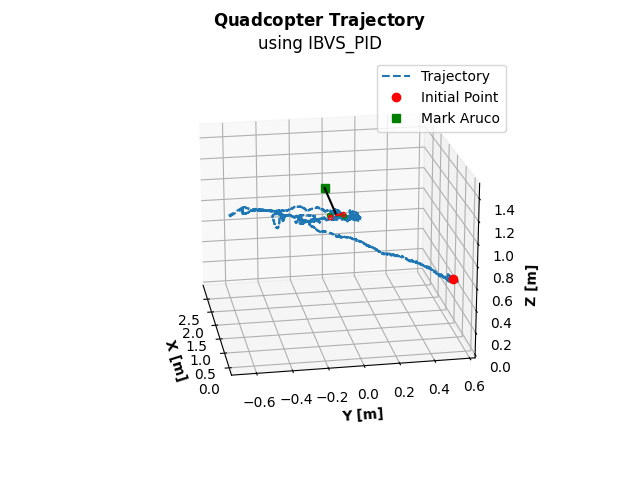 Quadcopter Trajectory
using IBVS_PID
Trajectory
Initial Point
Mark Aruco
1.4
1.2
1.0
0.8
0.6
0.4
0.2
0.0
Z [m]
2.5
2.0
1.5
1.0
0.5
0.0
X [m]
−0.6 −0.4 −0.2 0.0 0.2 0.4 0.6
Y [m]